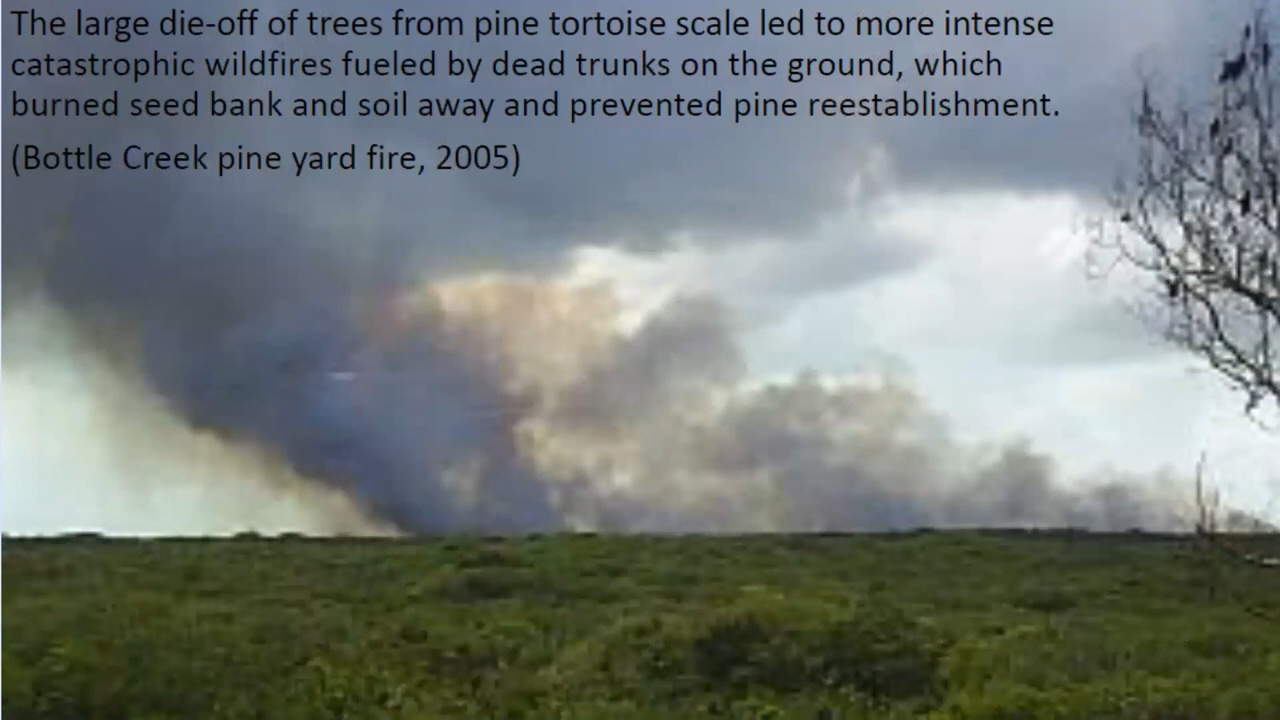 The large die-off of trees from pine tortoise scale led to more intense
catastrophic wildfires fueled by dead trunks on the ground, which
burned seed bank and soil away and prevented pine reestablishment.
(Bottle Creek pine yard fire, 2005)